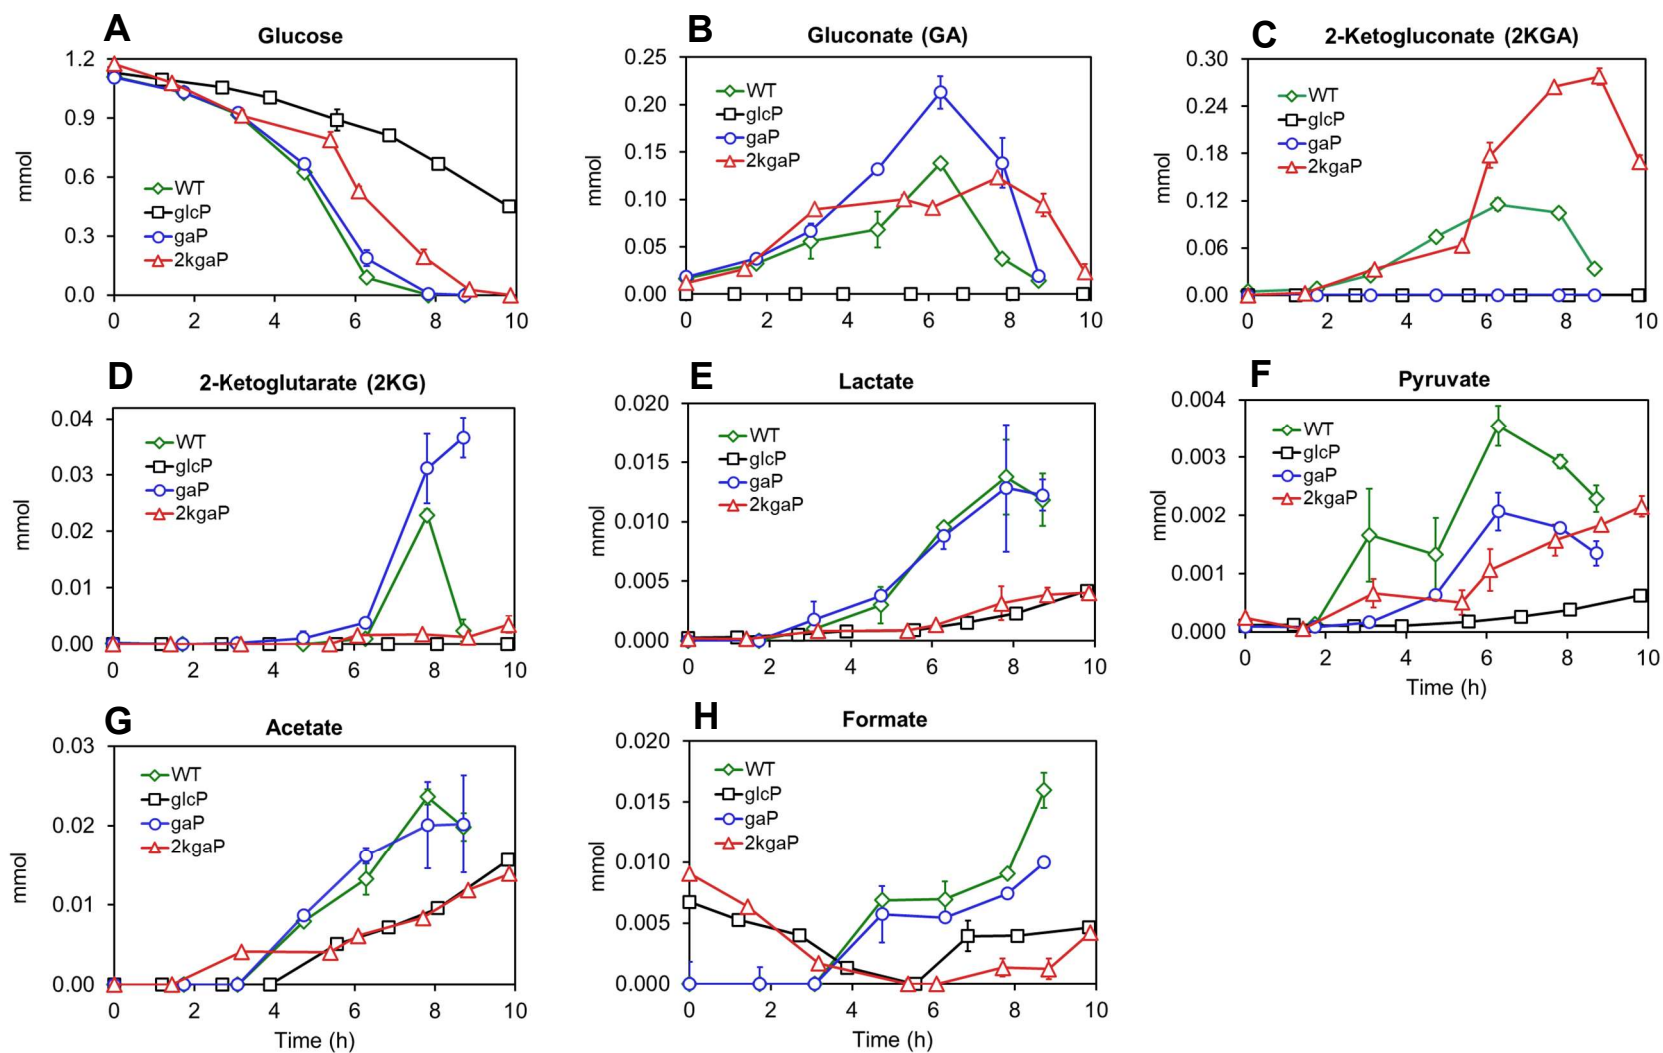 A
Glucose
1.2
0.9
0.6
0.3
0.0
mmol
WT
glcP
gaP
2kgaP
0 2 4 6 8 10
B
Gluconate (GA)
0.25
0.20
0.15
0.10
0.05
0.00
mmol
WT
glcP
gaP
2kgaP
0 2 4 6 8 10
C
2-Ketogluconate (2KGA)
0.30
0.24
0.18
0.12
0.06
0.00
mmol
WT
glcP
gaP
2kgaP
0 2 4 6 8 10
D
2-Ketoglutarate (2KG)
0.04
0.03
0.02
0.01
0.00
mmol
WT
glcP
gaP
2kgaP
0 2 4 6 8 10
E
Lactate
0.020
0.015
0.010
0.005
0.000
mmol
WT
glcP
gaP
2kgaP
0 2 4 6 8 10
F
Pyruvate
0.004
0.003
0.002
0.001
0.000
mmol
WT
glcP
gaP
2kgaP
0 2 4 6 8 10
Time (h)
G
Acetate
0.03
0.02
0.01
0.00
mmol
WT
glcP
gaP
2kgaP
0 2 4 6 8 10
Time (h)
H
Formate
0.020
0.015
0.010
0.005
0.000
mmol
WT
glcP
gaP
2kgaP
0 2 4 6 8 10
Time (h)